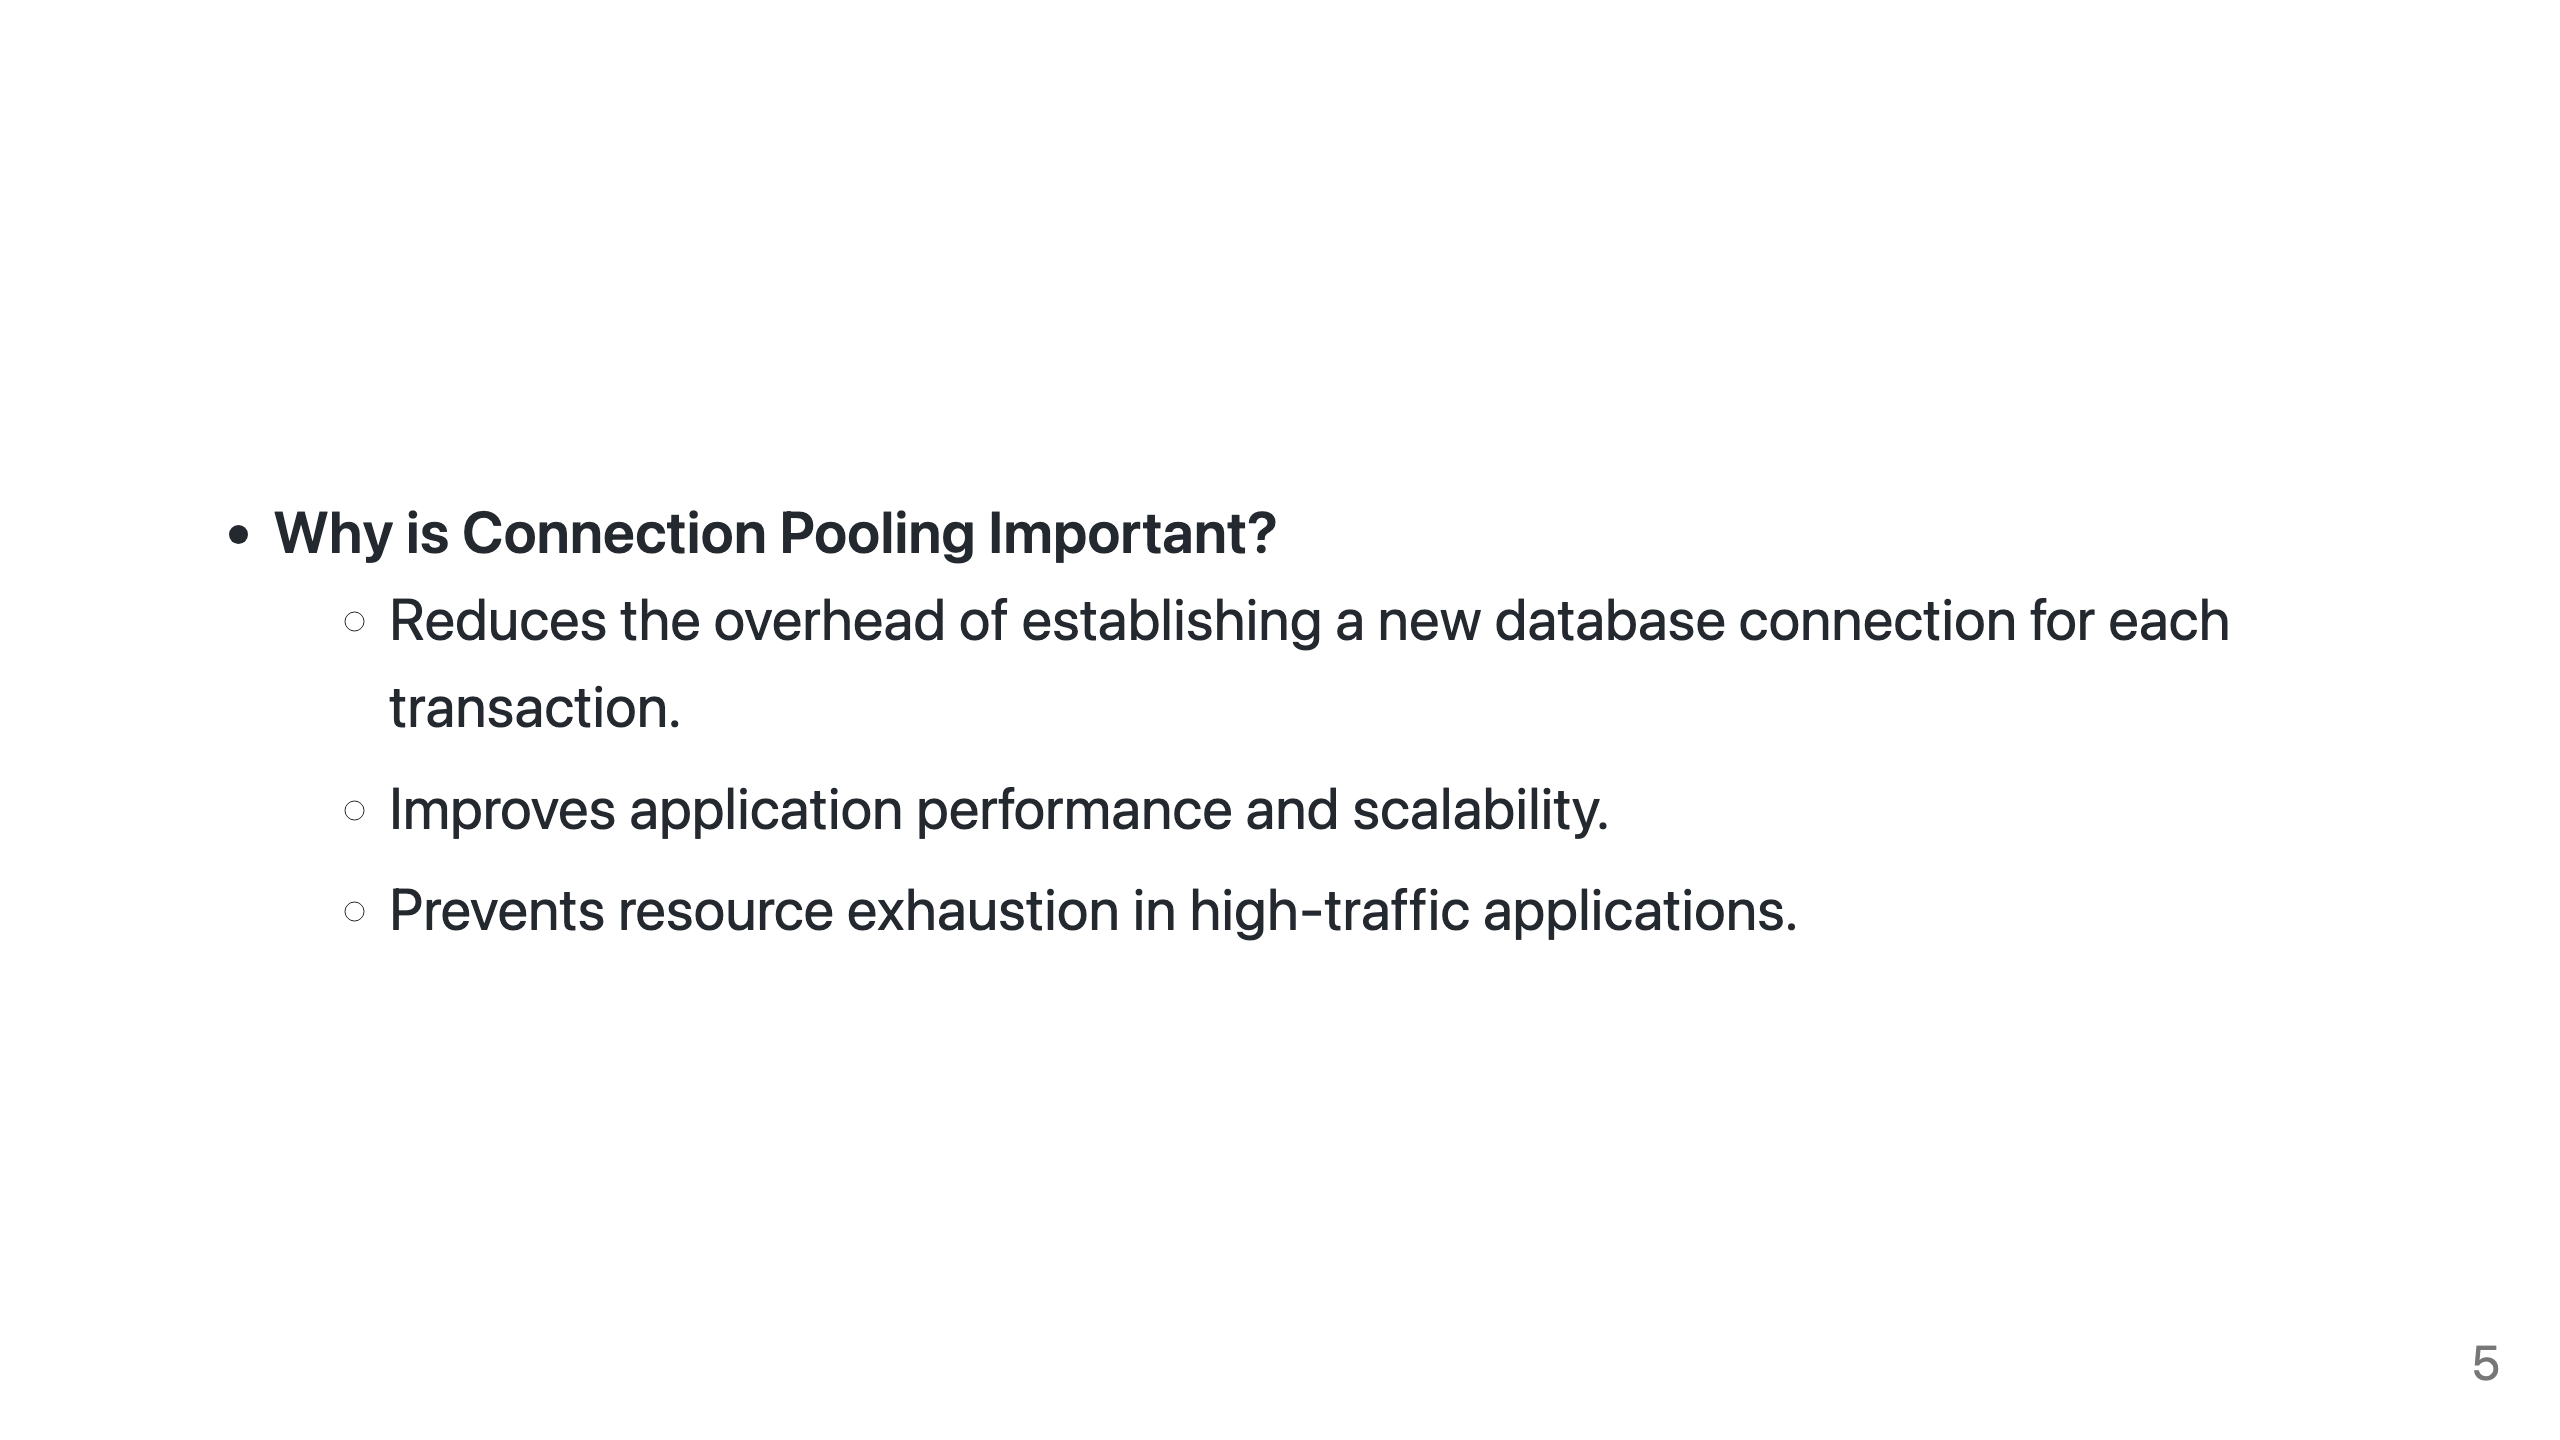 • Why is Connection Pooling Important?
○ Reduces the overhead of establishing a new database connection for each
transaction.
○ Improves application performance and scalability.
○ Prevents resource exhaustion in high-traffic applications.
5